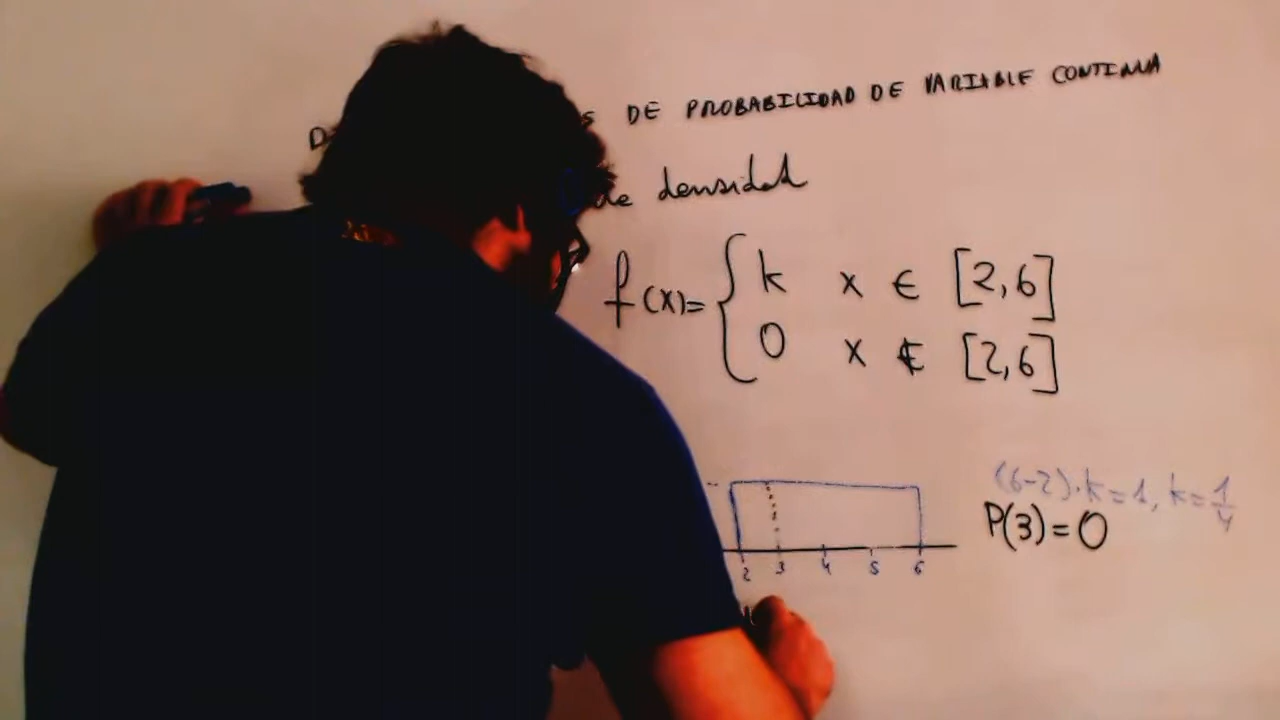 DE PROBABILIDAD DE VARIABLE CONTINUA
de densidad
f(x)= { k x ∈ [2,6]
0 x ∉ [2,6]
(6-2)·k=1, k=1/4
P(3)=0
2 3 4 5 6